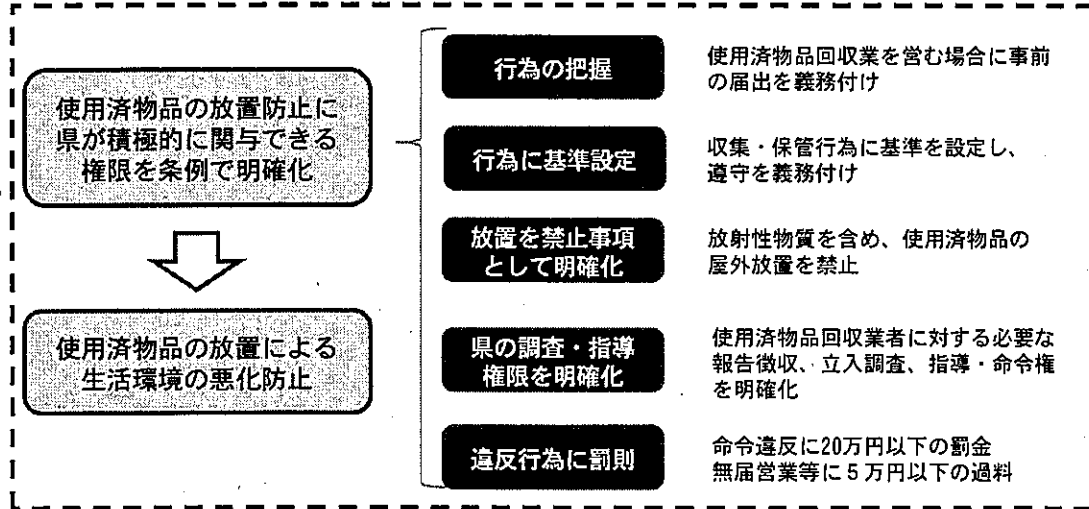 使用済物品の放置防止に
県が積極的に関与できる
権限を条例で明確化
使用済物品の放置による
生活環境の悪化防止
行為の把握
使用済物品回収業を営む場合に事前
の届出を義務付け
行為に基準設定
収集・保管行為に基準を設定し、
遵守を義務付け
放置を禁止事項
として明確化
放射性物質を含め、使用済物品の
屋外放置を禁止
県の調査・指導
権限を明確化
使用済物品回収業者に対する必要な
報告徴収、立入調査、指導・命令権
を明確化
違反行為に罰則
命令違反に20万円以下の罰金
無届営業等に5万円以下の過料